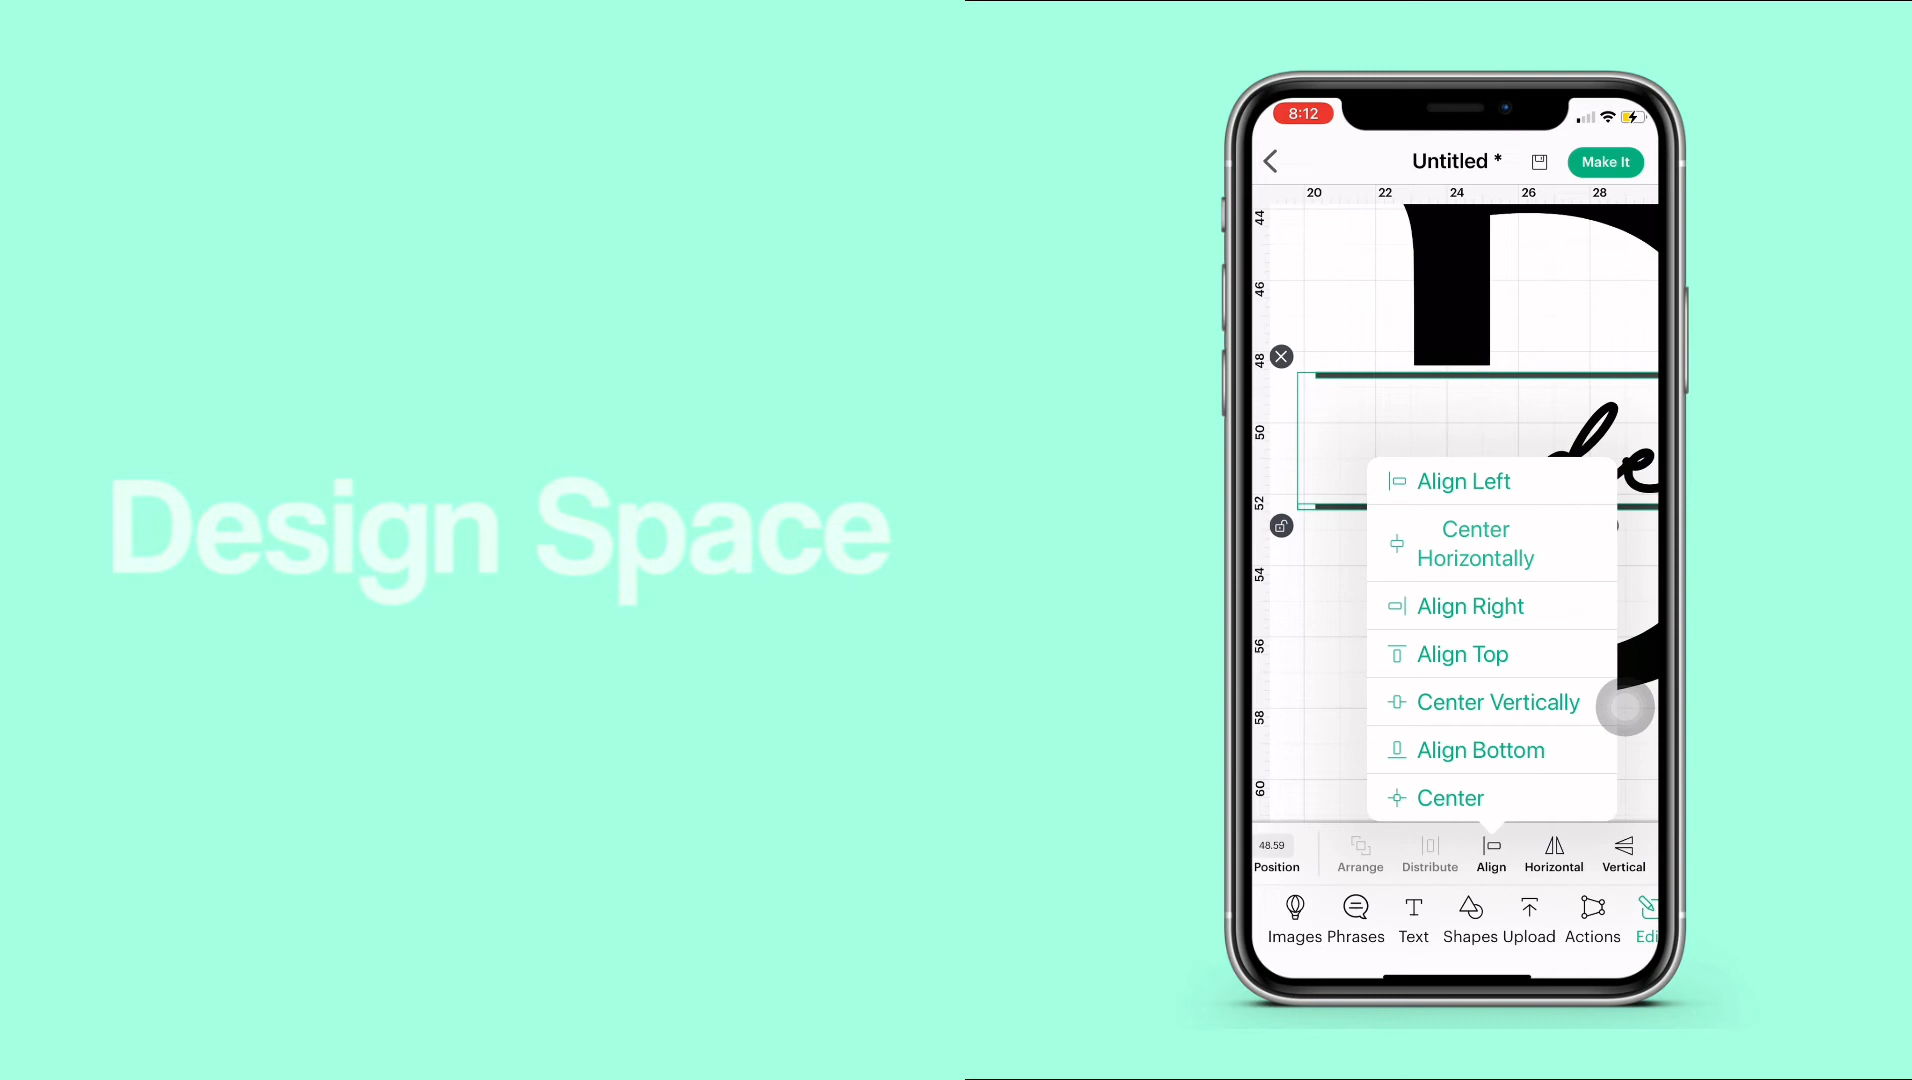 Design Space
8:12
Untitled *
Make It
20 22 24 26 28
44
46
48
50
52
54
56
58
60
de
Align Left
Center
Horizontally
Align Right
Align Top
Center Vertically
Align Bottom
Center
48.59
Position Arrange Distribute Align Horizontal Vertical
Images Phrases Text Shapes Upload Actions Edi